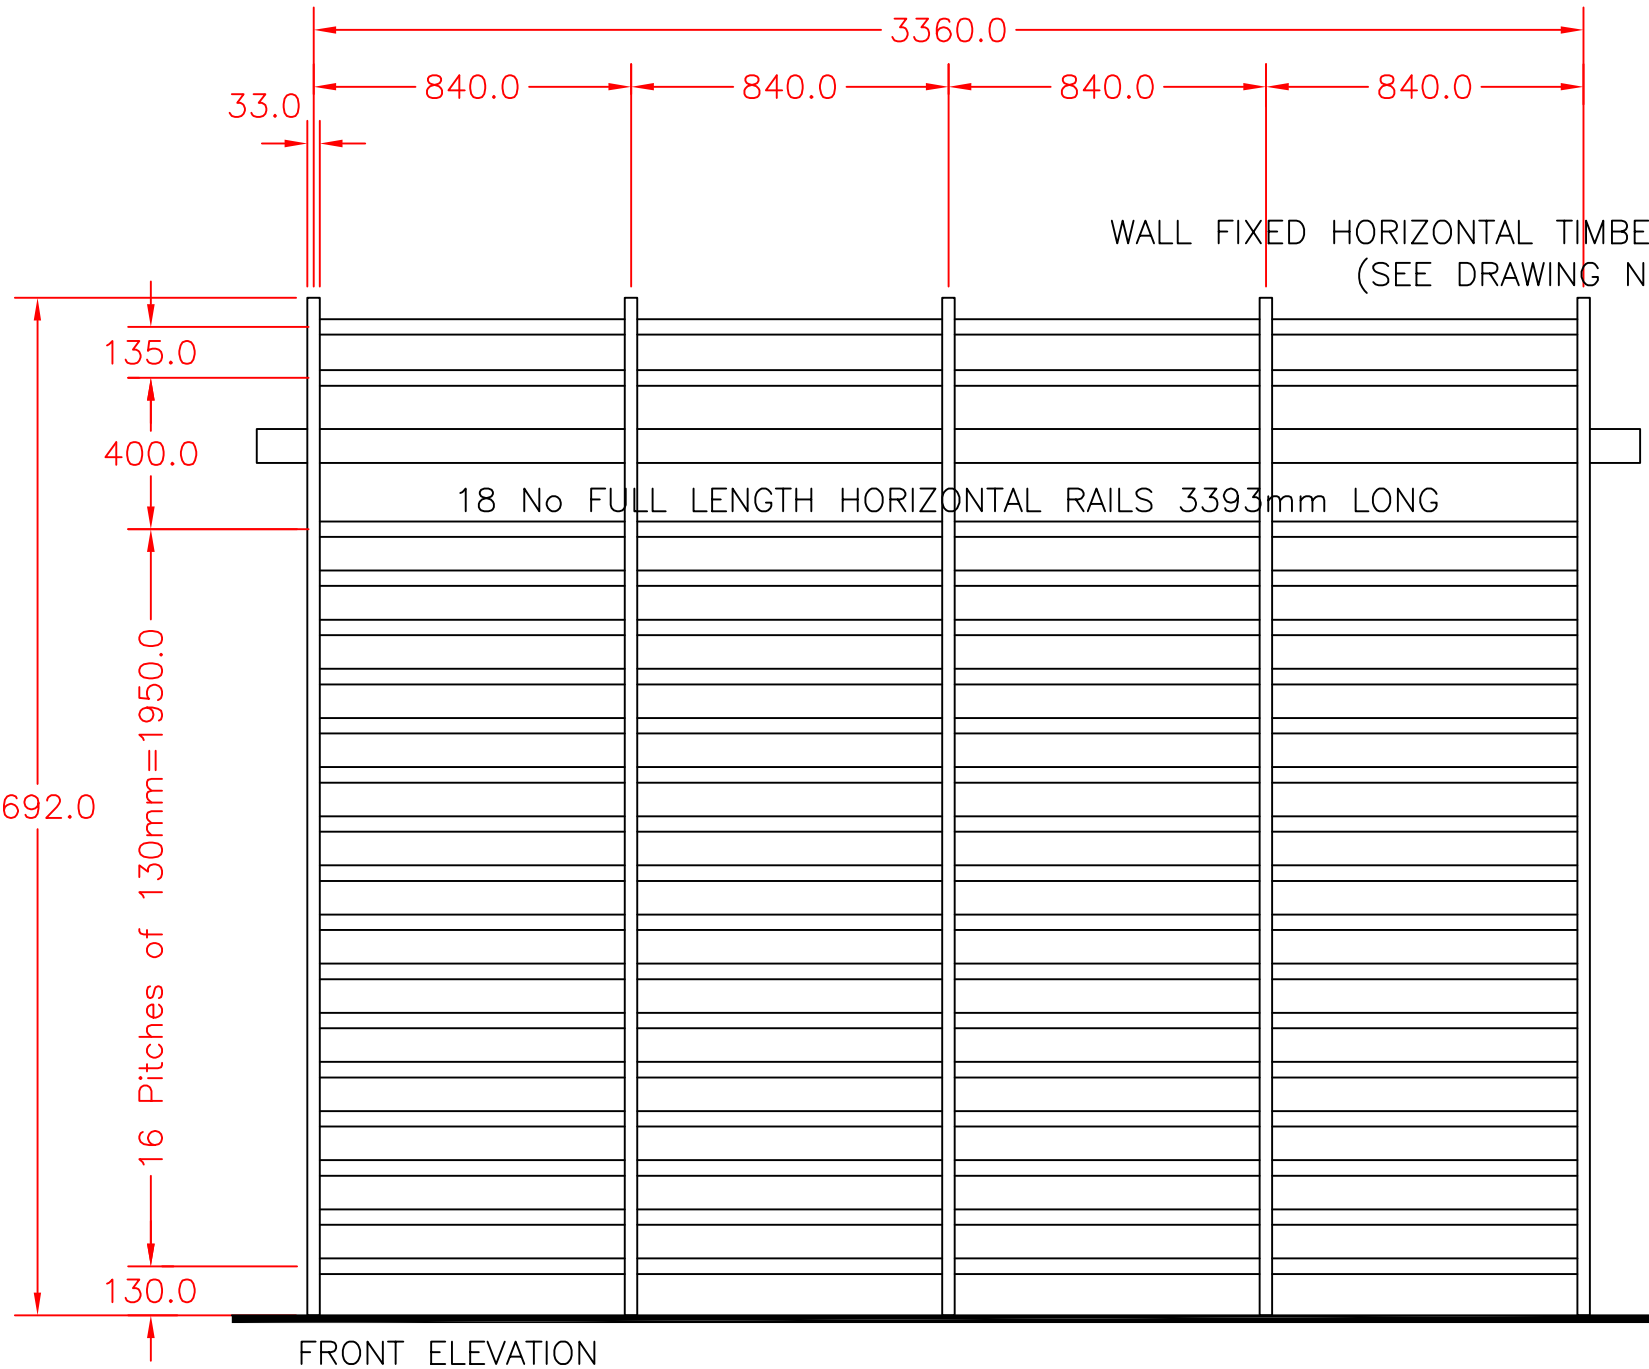 3360.0
840.0 840.0 840.0 840.0
33.0
WALL FIXED HORIZONTAL TIMBE
(SEE DRAWING N
135.0
400.0
18 No FULL LENGTH HORIZONTAL RAILS 3393mm LONG
16 Pitches of 130mm=1950.0
692.0
130.0
FRONT ELEVATION